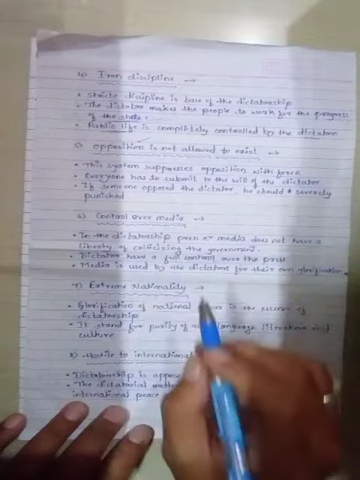 4) Iron discipline →
• Stricte discipline is base of the dictatorship
• The dictator makes the people to work for the progress
of the state.
• Public life is completely controlled by the dictator
5) opposition is not allowed to exist →
• This system suppresses opposition with force
• Everyone has to submit to the will of the dictator
• If someone opposed the dictator he should severely
punished
6) Control over media →
• In the dictatorship press or media does not have a
liberty of criticizing the government.
• Dictator have a full control over the press
• Media is used by the dictator for their own glorification
7) Extreme Nationality →
• Glorification of national is the essence of
dictatorship
• It stand for purity of language literature and
culture
8) Hostile to international
• Dictatorship is
• The dictatorial
international peace